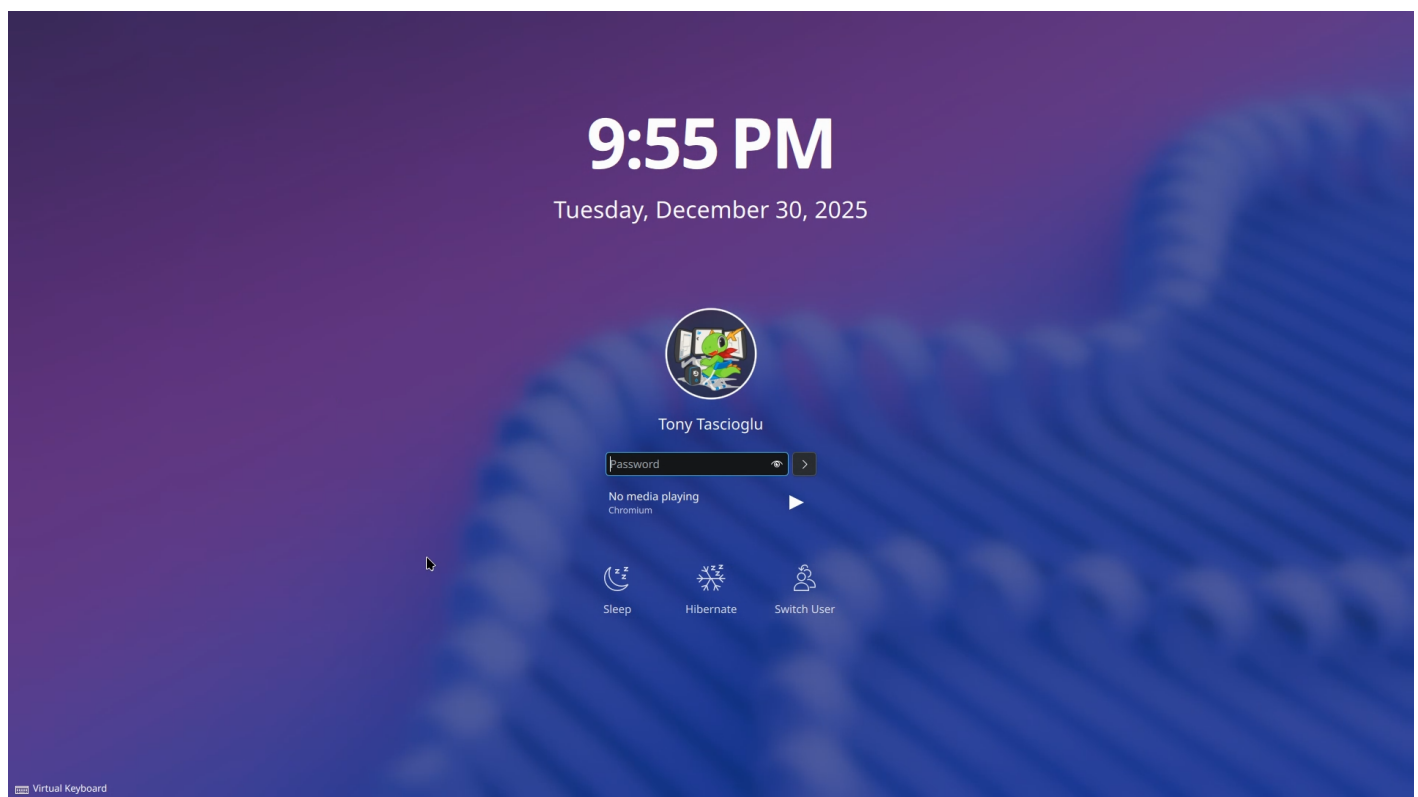 9:55 PM
Tuesday, December 30, 2025
Tony Tascioglu
Password
No media playing
Chromium
Sleep
Hibernate
Switch User
Virtual Keyboard